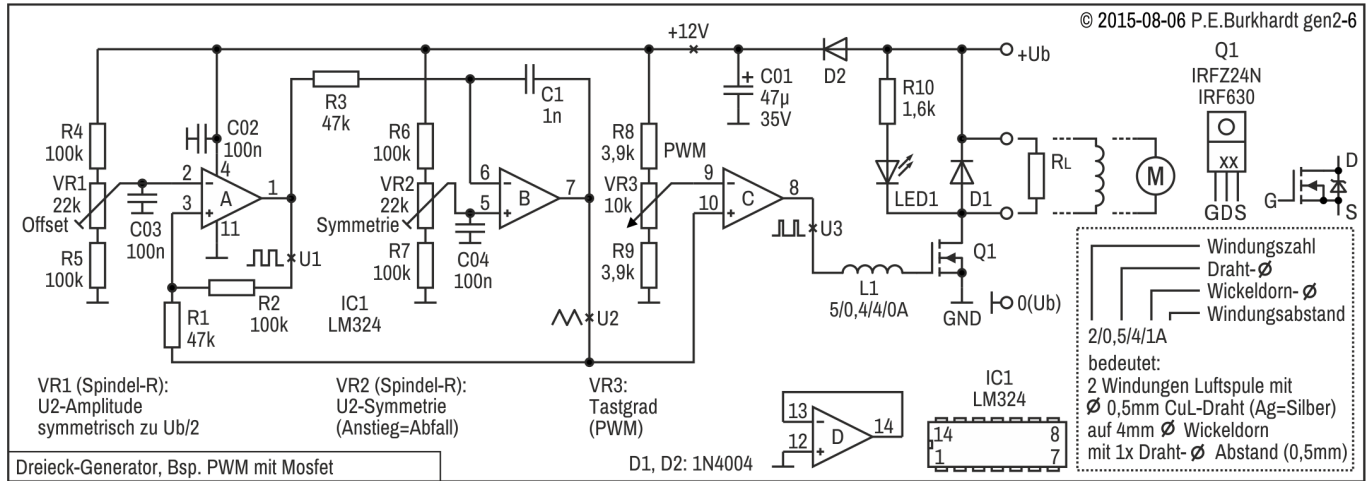 © 2015-08-06 P.E.Burkhardt gen2-6
+12V
+Ub
Q1
IRFZ24N
IRF630
D2
C01
47µ
35V
R10
1,6k
R3
47k
C1
1n
R4
100k
C02
100n
R6
100k
R8
3,9k
PWM
VR1
22k
Offset
2
4
1
A
3
11
C03
100n
R5
100k
VR2
22k
Symmetrie
6
7
B
5
C04
100n
R7
100k
VR3
10k
9
8
C
10
R9
3,9k
U3
LED1
D1
RL
M
xx
GDS
D
G
S
U1
R2
100k
R1
47k
IC1
LM324
U2
L1
5/0,4/4/0A
Q1
GND
0(Ub)
Windungszahl
Draht-Ø
Wickeldorn-Ø
Windungsabstand
2/0,5/4/1A
bedeutet:
2 Windungen Luftspule mit
Ø 0,5mm CuL-Draht (Ag=Silber)
auf 4mm Ø Wickeldorn
mit 1x Draht-Ø Abstand (0,5mm)
VR1 (Spindel-R):
U2-Amplitude
symmetrisch zu Ub/2
VR2 (Spindel-R):
U2-Symmetrie
(Anstieg=Abfall)
VR3:
Tastgrad
(PWM)
13
14
D
12
IC1
LM324
14
8
1
7
Dreieck-Generator, Bsp. PWM mit Mosfet
D1, D2: 1N4004